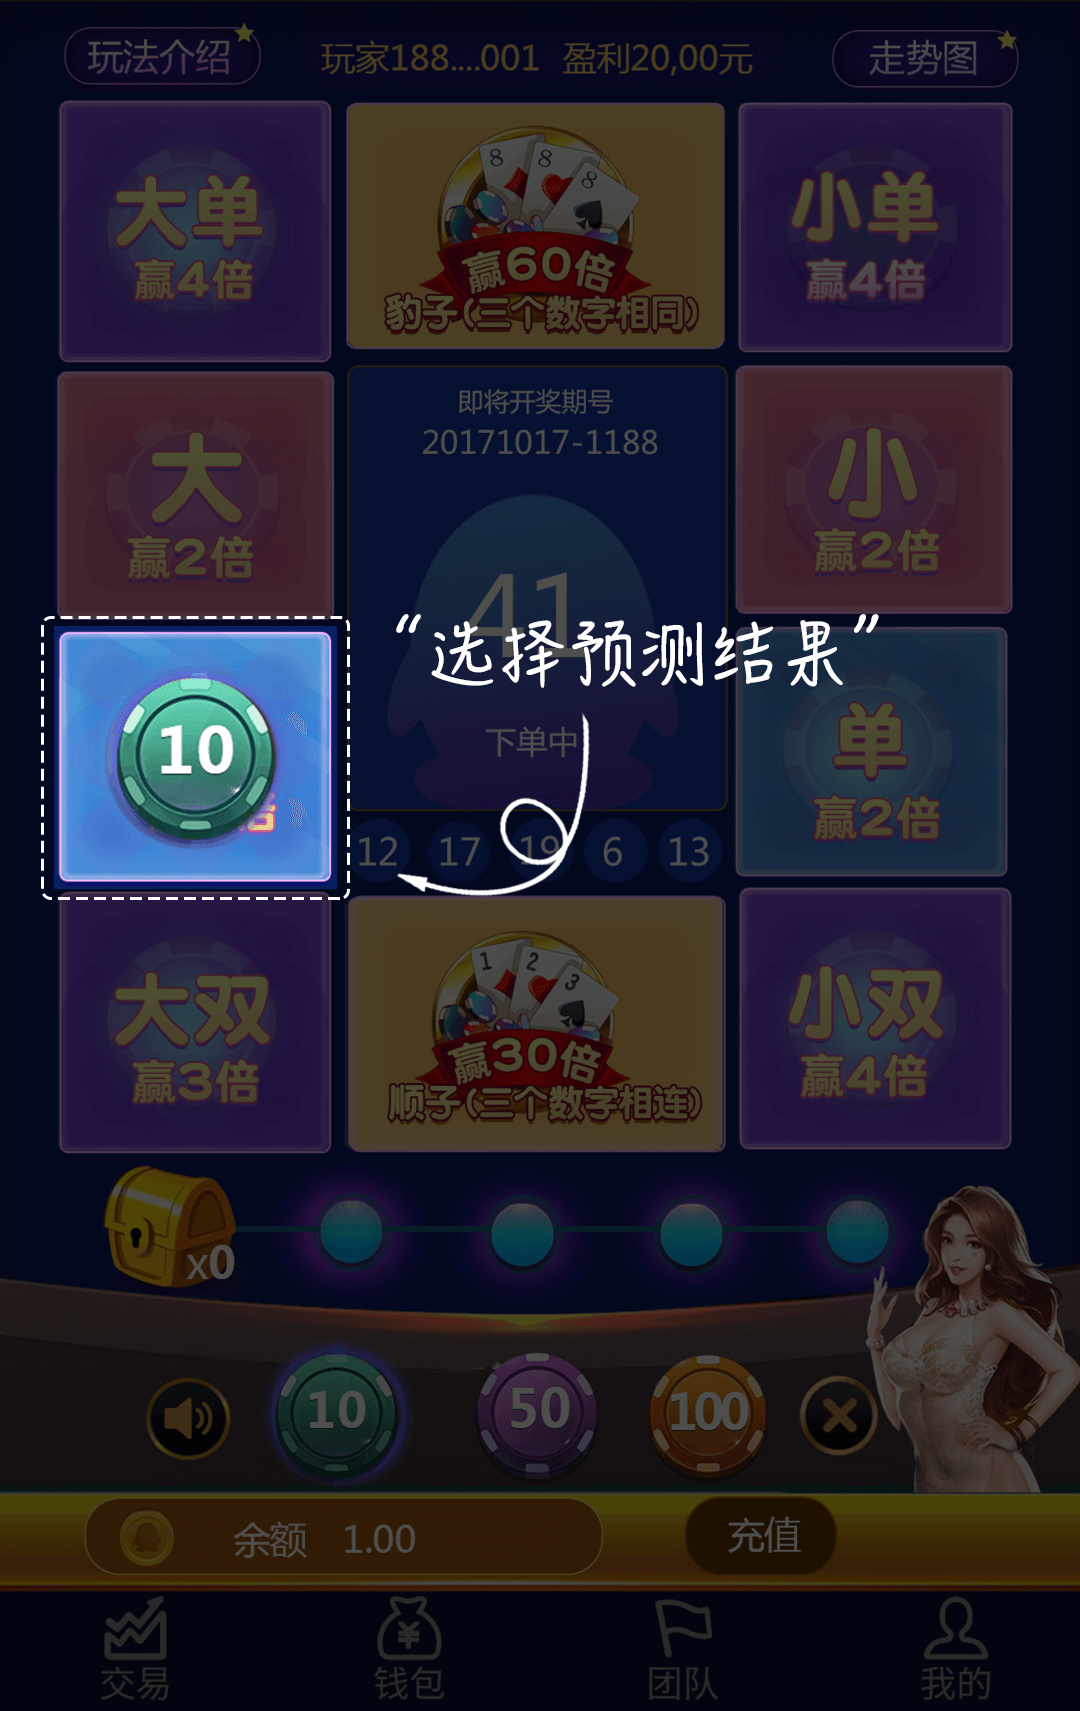 玩法介绍
玩家188....001 盈利20,00元
走势图
大单
赢4倍
8
8
8
赢60倍
豹子(三个数字相同)
小单
赢4倍
大
赢2倍
即将开奖期号
20171017-1188
41
下单中
小
赢2倍
“选择预测结果”
10
倍
单
赢2倍
12 17 19 6 13
大双
赢3倍
1
2
3
赢30倍
顺子(三个数字相连)
小双
赢4倍
x0
10
50
100
余额 1.00
充值
交易
钱包
团队
我的